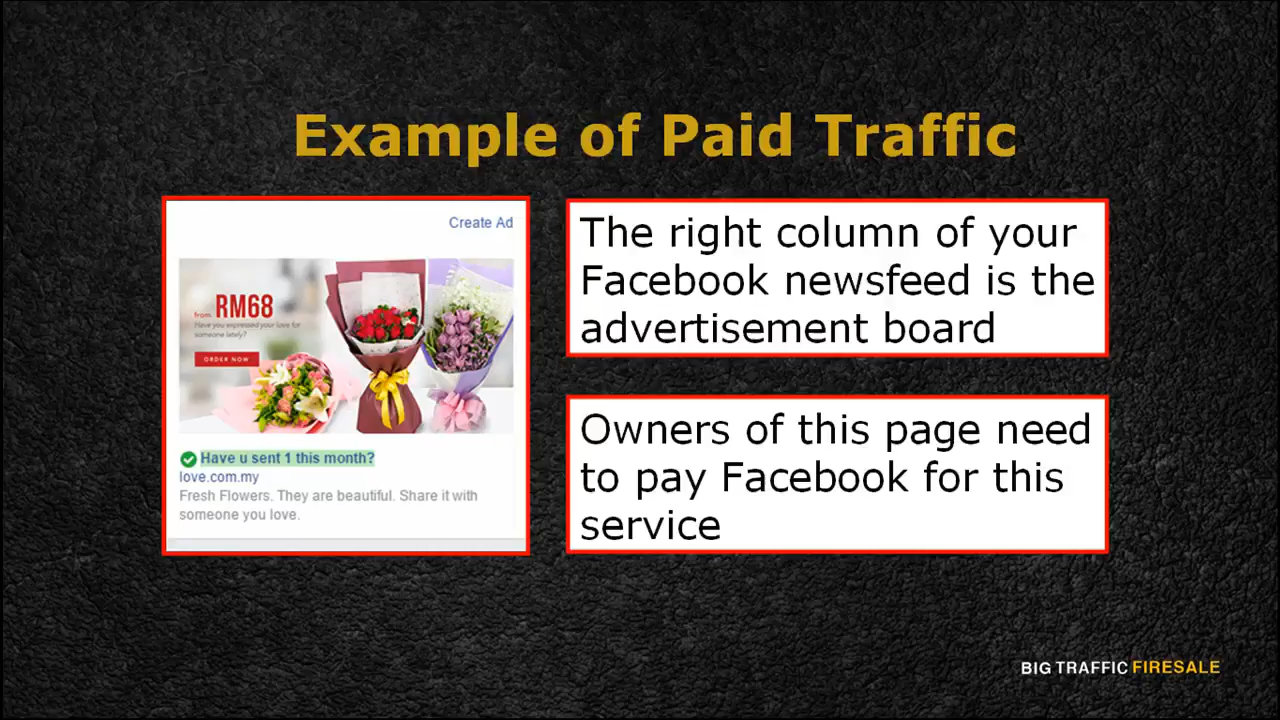 Example of Paid Traffic
Create Ad
from RM68
Have you expressed your love for
someone lately?
ORDER NOW
Have u sent 1 this month?
love.com.my
Fresh Flowers. They are beautiful. Share it with
someone you love.
The right column of your
Facebook newsfeed is the
advertisement board
Owners of this page need
to pay Facebook for this
service
BIG TRAFFIC FIRESALE